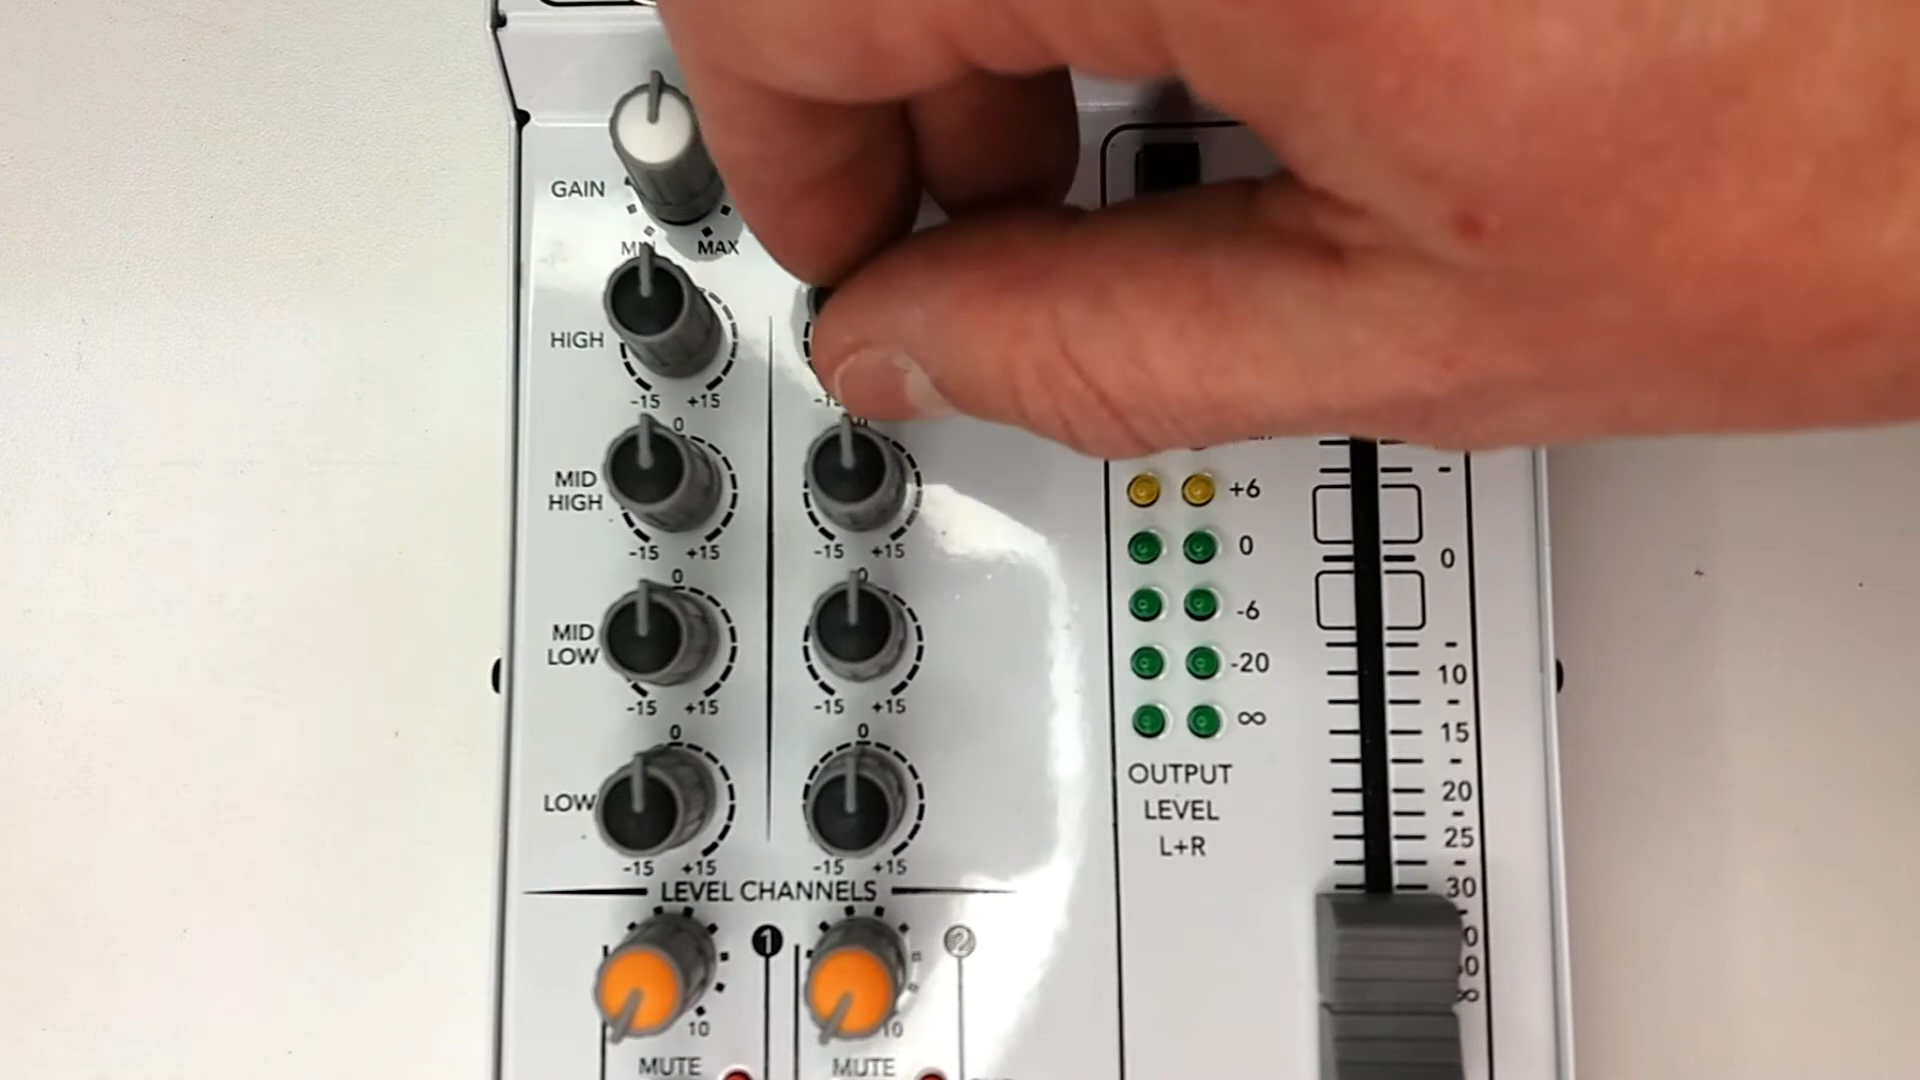 GAIN
MAX
HIGH
-15 +15
0
MID
HIGH
-15 +15
-15 +15
0
0
MID
LOW
-15 +15
-15 +15
0
0
LOW
-15 +15
-15 +15
LEVEL CHANNELS
1
2
10
10
MUTE
MUTE
+6
0
-6
-20
∞
OUTPUT
LEVEL
L+R
0
10
15
20
25
30
∞